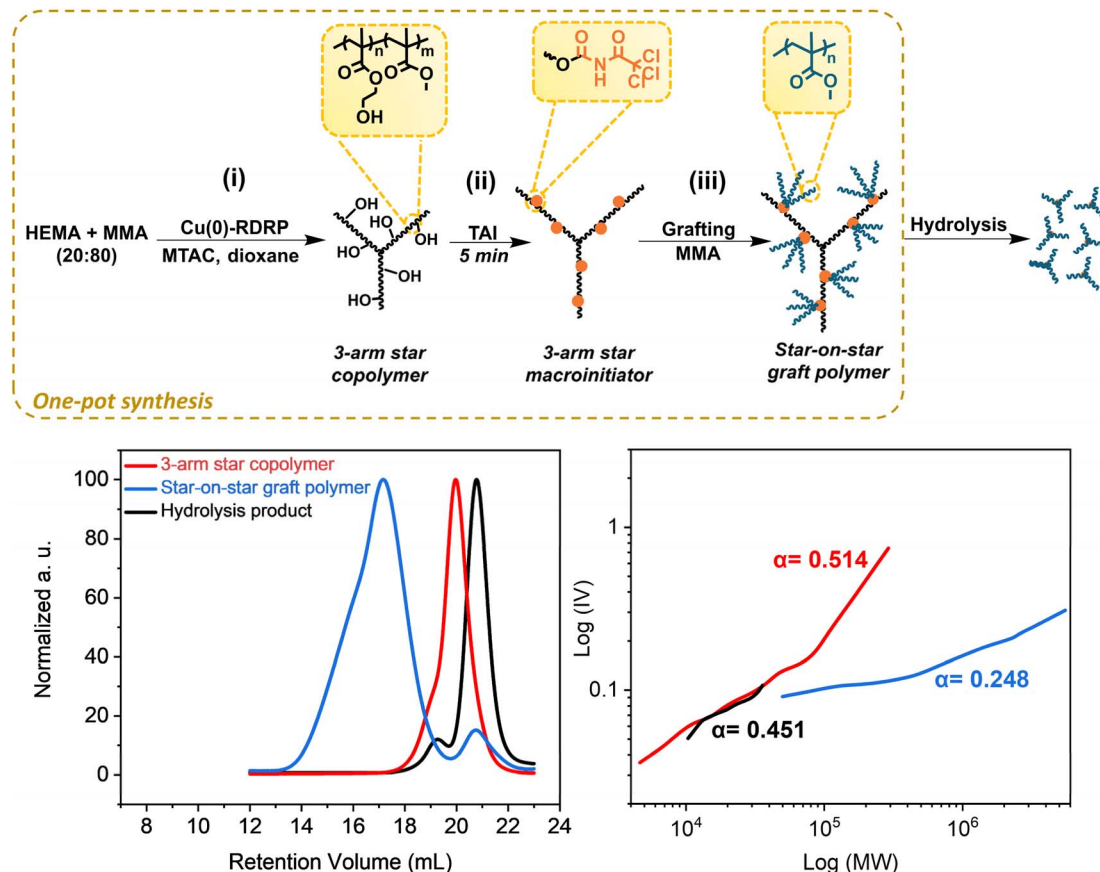 n
m
O
O
O
O
OH
O
O
O
N
H
Cl
Cl
Cl
n
O
O
(i)
(ii)
(iii)
HEMA + MMA
(20:80)
Cu(0)-RDRP
MTAC, dioxane
OH
HO
OH
HO
OH
HO
TAI
5 min
Grafting
MMA
Hydrolysis
3-arm star
copolymer
3-arm star
macroinitiator
Star-on-star
graft polymer
One-pot synthesis
3-arm star copolymer
Star-on-star graft polymer
Hydrolysis product
Normalized a. u.
100
80
60
40
20
0
8
10
12
14
16
18
20
22
24
Retention Volume (mL)
Log (IV)
1
0.1
α= 0.514
α= 0.248
α= 0.451
10⁴
10⁵
10⁶
Log (MW)